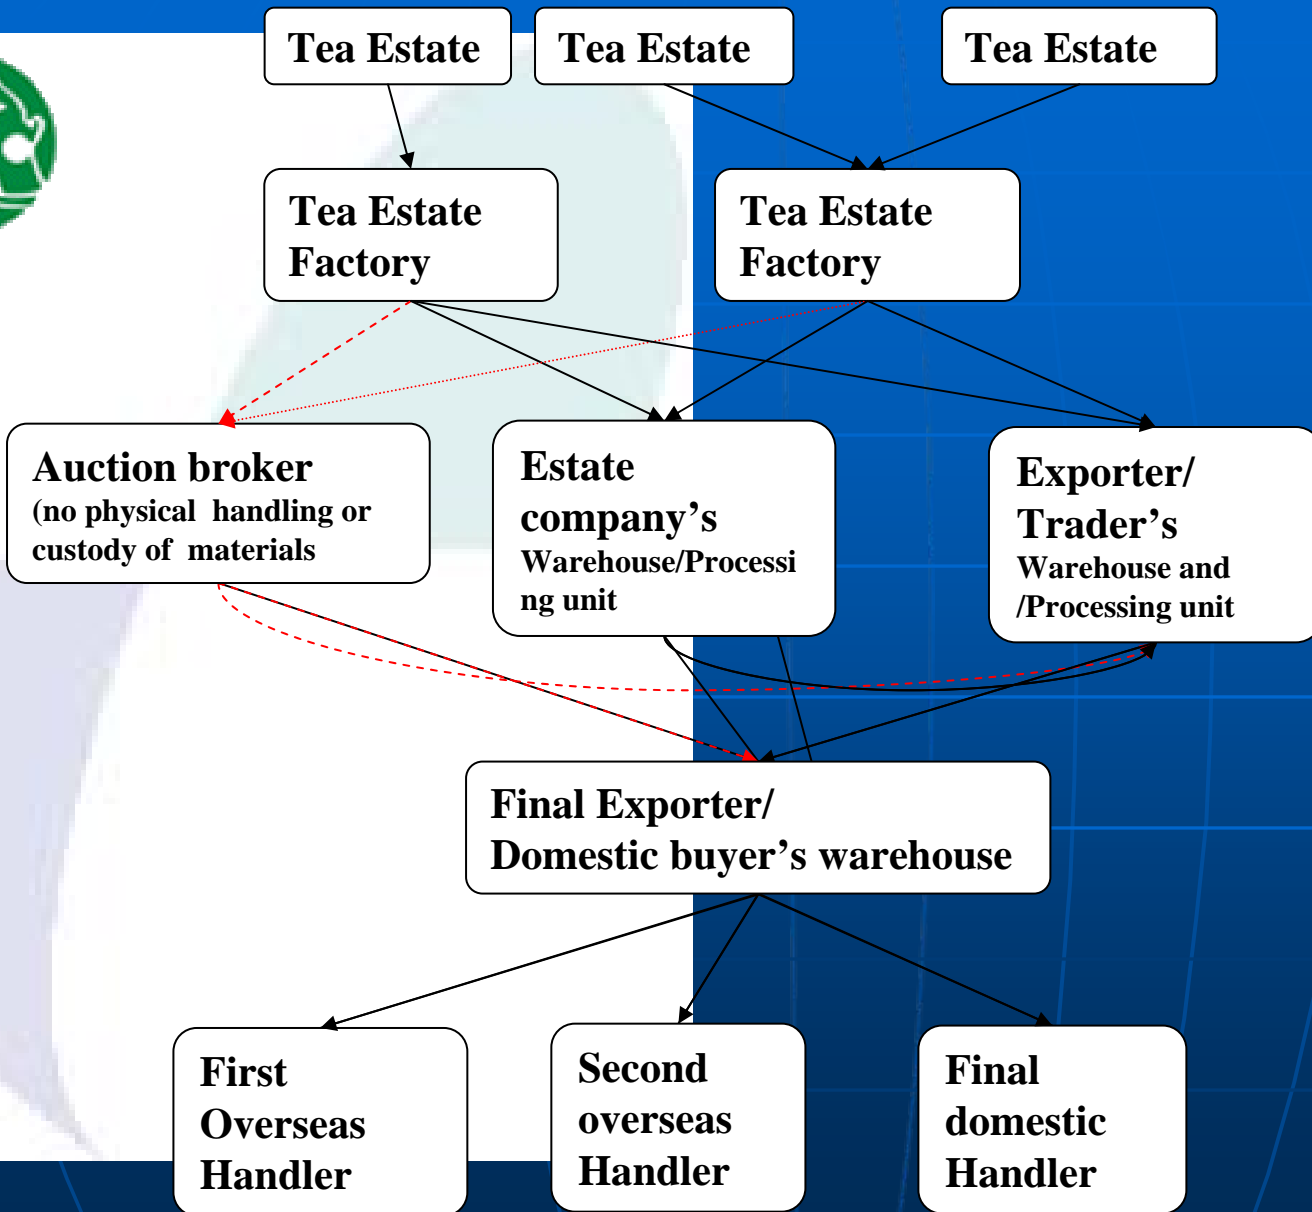 Tea Estate
Tea Estate
Tea Estate
Tea Estate
Factory
Tea Estate
Factory
Auction broker
(no physical handling or
custody of materials
Estate
company’s
Warehouse/Processi
ng unit
Exporter/
Trader’s
Warehouse and
/Processing unit
Final Exporter/
Domestic buyer’s warehouse
First
Overseas
Handler
Second
overseas
Handler
Final
domestic
Handler